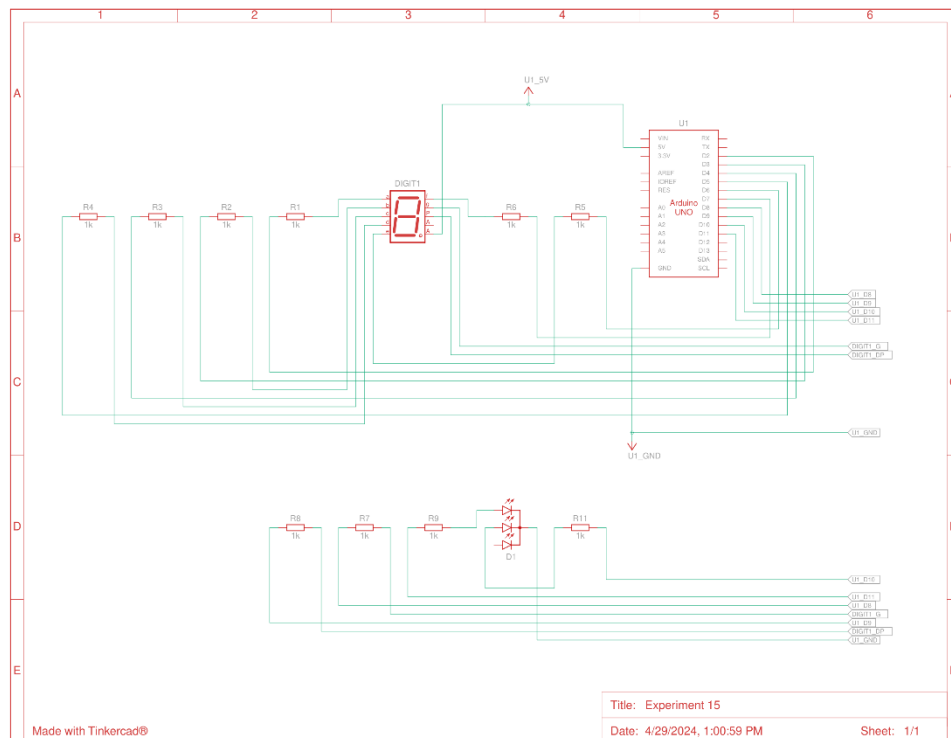 1 2 3 4 5 6
A
B
C
D
E
U1_5V
U1
VIN
5V
3.3V
AREF
IOREF
RES
A0
A1
A2
A3
A4
A5
GND
RX
TX
D2
D3
D4
D5
D6
D7
D8
D9
D10
D11
D12
D13
SDA
SCL
Arduino
UNO
DIGIT1
R4
1k
R3
1k
R2
1k
R1
1k
R6
1k
R5
1k
U1_D8
U1_D9
U1_D10
U1_D11
DIGIT1_G
DIGIT1_DP
U1_GND
U1_GND
R8
1k
R7
1k
R9
1k
D1
R11
1k
U1_D10
U1_D11
U1_D8
DIGIT1_G
U1_D9
DIGIT1_DP
U1_GND
Title: Experiment 15
Made with Tinkercad®
Date: 4/29/2024, 1:00:59 PM Sheet: 1/1